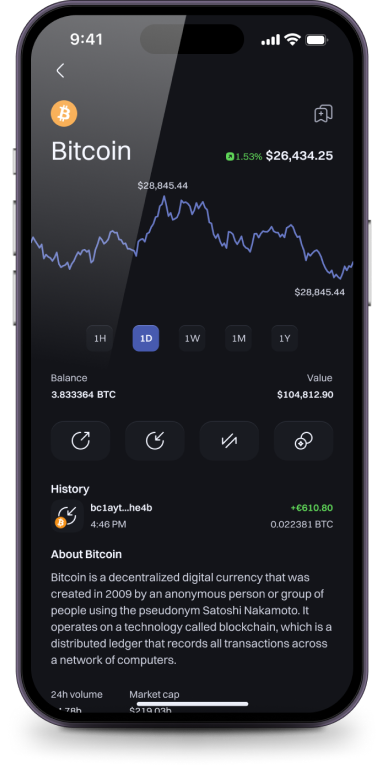 9:41
Bitcoin
1.53% $26,434.25
$28,845.44
$28,845.44
1H 1D 1W 1M 1Y
Balance Value
3.833364 BTC $104,812.90
History
bc1ayt...he4b +€610.80
4:46 PM 0.022381 BTC
About Bitcoin
Bitcoin is a decentralized digital currency that was
created in 2009 by an anonymous person or group of
people using the pseudonym Satoshi Nakamoto. It
operates on a technology called blockchain, which is a
distributed ledger that records all transactions across
a network of computers.
24h volume Market cap
$219.03b